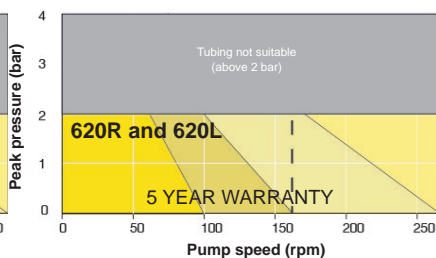 4
3
2
1
0
Peak pressure (bar)
Tubing not suitable
(above 2 bar)
620R and 620L
5 YEAR WARRANTY
0
0 50 100 150 200 250
Pump speed (rpm)